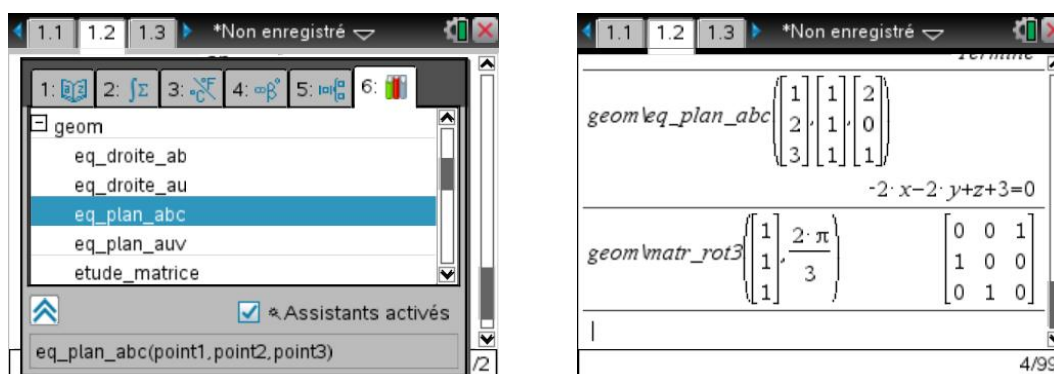 1.1 1.2 1.3 *Non enregistré
1: 2: ∫Σ 3: °C°F 4: ∞β° 5: 6:
geom
eq_droite_ab
eq_droite_au
eq_plan_abc
eq_plan_auv
etude_matrice
Assistants activés
eq_plan_abc(point1,point2,point3)
/2
1.1 1.2 1.3 *Non enregistré
Terminé
geom\eq_plan_abc([1 2 3],[1 1 1],[2 0 1])
-2· x−2· y+z+3=0
geom\matr_rot3([1 1 1], 2·π/3) [0 0 1
1 0 0
0 1 0]
4/99